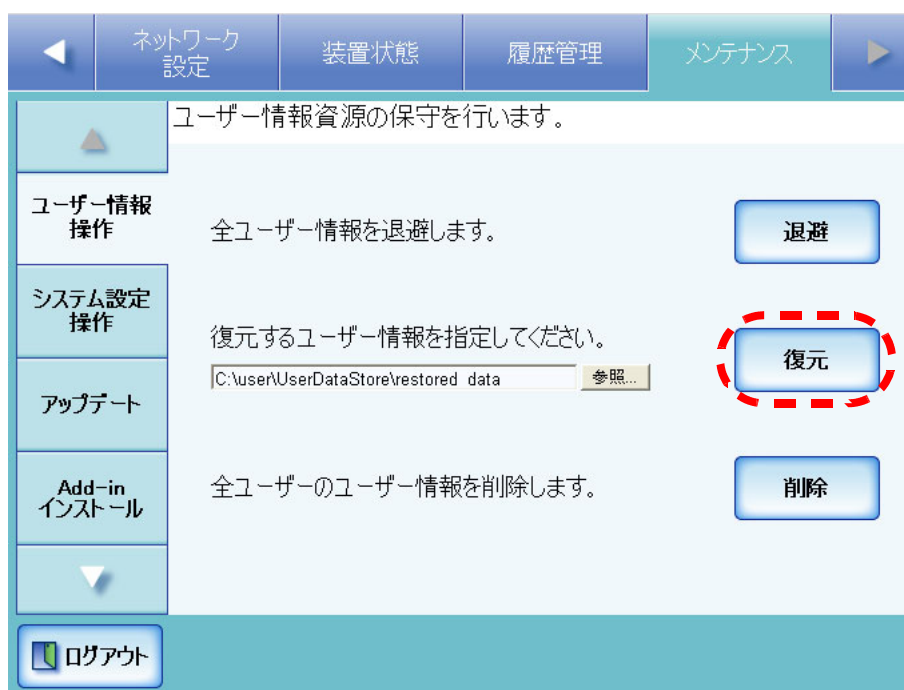 ネットワーク
設定
装置状態
履歴管理
メンテナンス
ユーザー情報資源の保守を行います。
ユーザー情報
操作
システム設定
操作
アップデート
Add-in
インストール
全ユーザー情報を退避します。
退避
復元するユーザー情報を指定してください。
C:\user\UserDataStore\restored data
参照...
復元
全ユーザーのユーザー情報を削除します。
削除
ログアウト